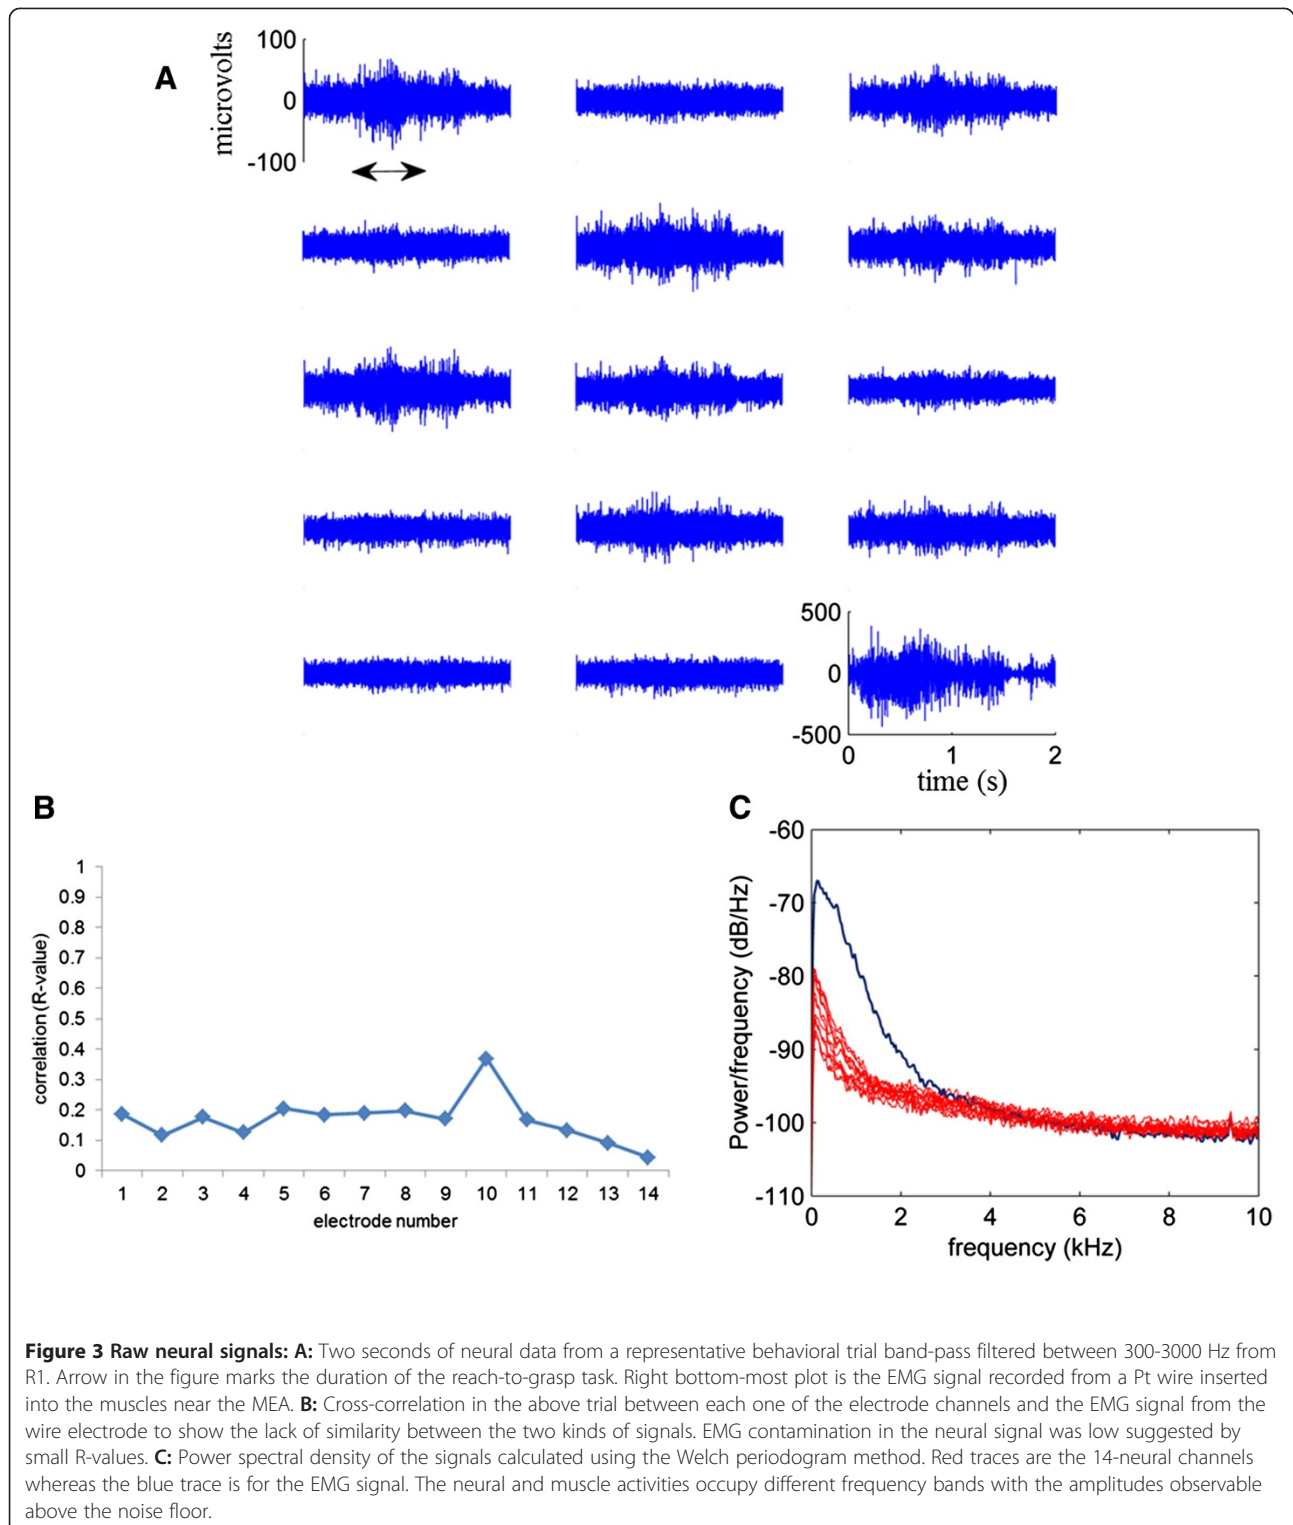 A
microvolts
100
0
-100
500
0
-500
0 1 2
time (s)
B
correlation (R-value)
1
0.9
0.8
0.7
0.6
0.5
0.4
0.3
0.2
0.1
0
1 2 3 4 5 6 7 8 9 10 11 12 13 14
electrode number
C
Power/frequency (dB/Hz)
-60
-70
-80
-90
-100
-110
0 2 4 6 8 10
frequency (kHz)
Figure 3 Raw neural signals: A: Two seconds of neural data from a representative behavioral trial band-pass filtered between 300-3000 Hz from
R1. Arrow in the figure marks the duration of the reach-to-grasp task. Right bottom-most plot is the EMG signal recorded from a Pt wire inserted
into the muscles near the MEA. B: Cross-correlation in the above trial between each one of the electrode channels and the EMG signal from the
wire electrode to show the lack of similarity between the two kinds of signals. EMG contamination in the neural signal was low suggested by
small R-values. C: Power spectral density of the signals calculated using the Welch periodogram method. Red traces are the 14-neural channels
whereas the blue trace is for the EMG signal. The neural and muscle activities occupy different frequency bands with the amplitudes observable
above the noise floor.